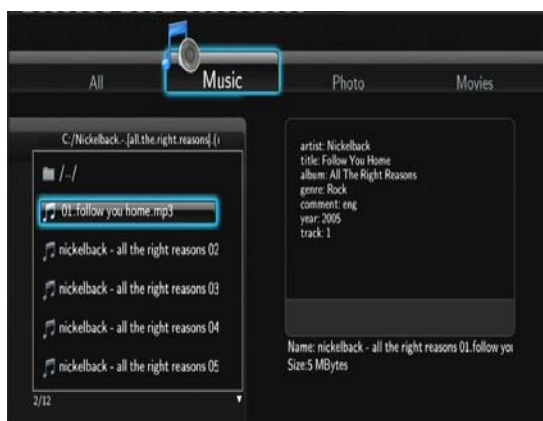 All
Music
Photo
Movies
C:/Nickelback.-.[all.the.right.reasons].(
/../
01.follow you home.mp3
nickelback - all the right reasons 02
nickelback - all the right reasons 03
nickelback - all the right reasons 04
nickelback - all the right reasons 05
2/12
artist: Nickelback
title: Follow You Home
album: All The Right Reasons
genre: Rock
comment: eng
year: 2005
track: 1
Name: nickelback - all the right reasons 01.follow you
Size:5 MBytes